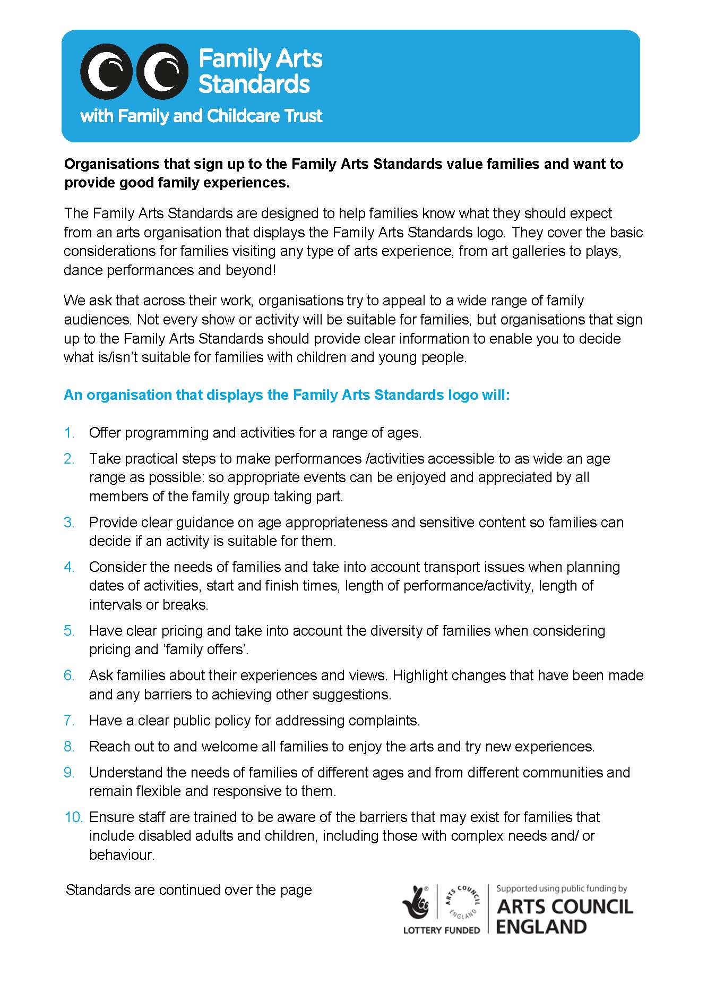 Family Arts
Standards
with Family and Childcare Trust
Organisations that sign up to the Family Arts Standards value families and want to
provide good family experiences.
The Family Arts Standards are designed to help families know what they should expect
from an arts organisation that displays the Family Arts Standards logo.  They cover the basic
considerations for families visiting any type of arts experience, from art galleries to plays,
dance performances and beyond!
We ask that across their work, organisations try to appeal to a wide range of family
audiences. Not every show or activity will be suitable for families, but organisations that sign
up to the Family Arts Standards should provide clear information to enable you to decide
what is/isn’t suitable for families with children and young people.
An organisation that displays the Family Arts Standards logo will:
1. Offer programming and activities for a range of ages.
2. Take practical steps to make performances /activities accessible to as wide an age
range as possible: so appropriate events can be enjoyed and appreciated by all
members of the family group taking part.
3. Provide clear guidance on age appropriateness and sensitive content so families can
decide if an activity is suitable for them.
4. Consider the needs of families and take into account transport issues when planning
dates of activities, start and finish times, length of performance/activity, length of
intervals or breaks.
5. Have clear pricing and take into account the diversity of families when considering
pricing and ‘family offers’.
6. Ask families about their experiences and views. Highlight changes that have been made
and any barriers to achieving other suggestions.
7. Have a clear public policy for addressing complaints.
8. Reach out to and welcome all families to enjoy the arts and try new experiences.
9. Understand the needs of families of different ages and from different communities and
remain flexible and responsive to them.
10. Ensure staff are trained to be aware of the barriers that may exist for families that
include disabled adults and children, including those with complex needs and/ or
behaviour.
Standards are continued over the page
®
LOTTERY FUNDED
ARTS COUNCIL
ENGLAND
Supported using public funding by
ARTS COUNCIL
ENGLAND